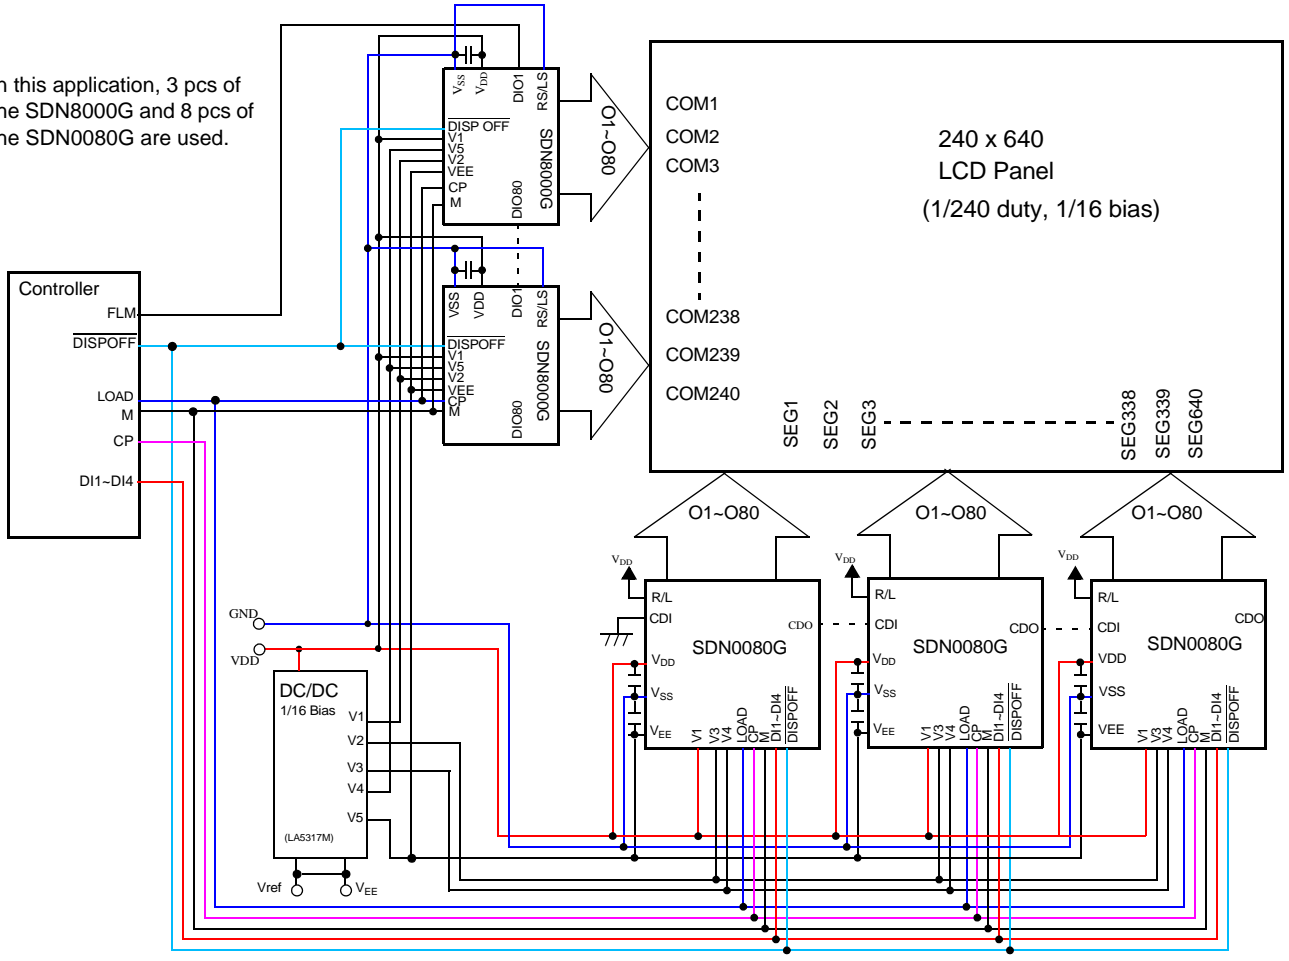 n this application, 3 pcs of
ne SDN8000G and 8 pcs of
ne SDN0080G are used.
VSS
VDD
DIO1
RS/LS
DISP OFF
V1
V5
V2
VEE
CP
M
DIO80
SDN8000G
O1~O80
VSS
VDD
DIO1
RS/LS
DISPOFF
V1
V5
V2
VEE
CP
M
DIO80
SDN8000G
O1~O80
COM1
COM2
COM3
COM238
COM239
COM240
240 x 640
LCD Panel
(1/240 duty, 1/16 bias)
SEG1
SEG2
SEG3
SEG338
SEG339
SEG640
Controller
FLM
DISPOFF
LOAD
M
CP
DI1~DI4
O1~O80
O1~O80
O1~O80
GND
VDD
DC/DC
1/16 Bias
V1
V2
V3
V4
V5
(LA5317M)
Vref
VEE
VDD
R/L
CDI
CDO
SDN0080G
VDD
VSS
VEE
V1
V3
V4
LOAD
CP
M
DI1~DI4
DISPOFF
VDD
R/L
CDI
CDO
SDN0080G
VDD
VSS
VEE
V1
V3
V4
LOAD
CP
M
DI1~DI4
DISPOFF
VDD
R/L
CDI
CDO
SDN0080G
VDD
VSS
VEE
V1
V3
V4
LOAD
CP
M
DI1~DI4
DISPOFF